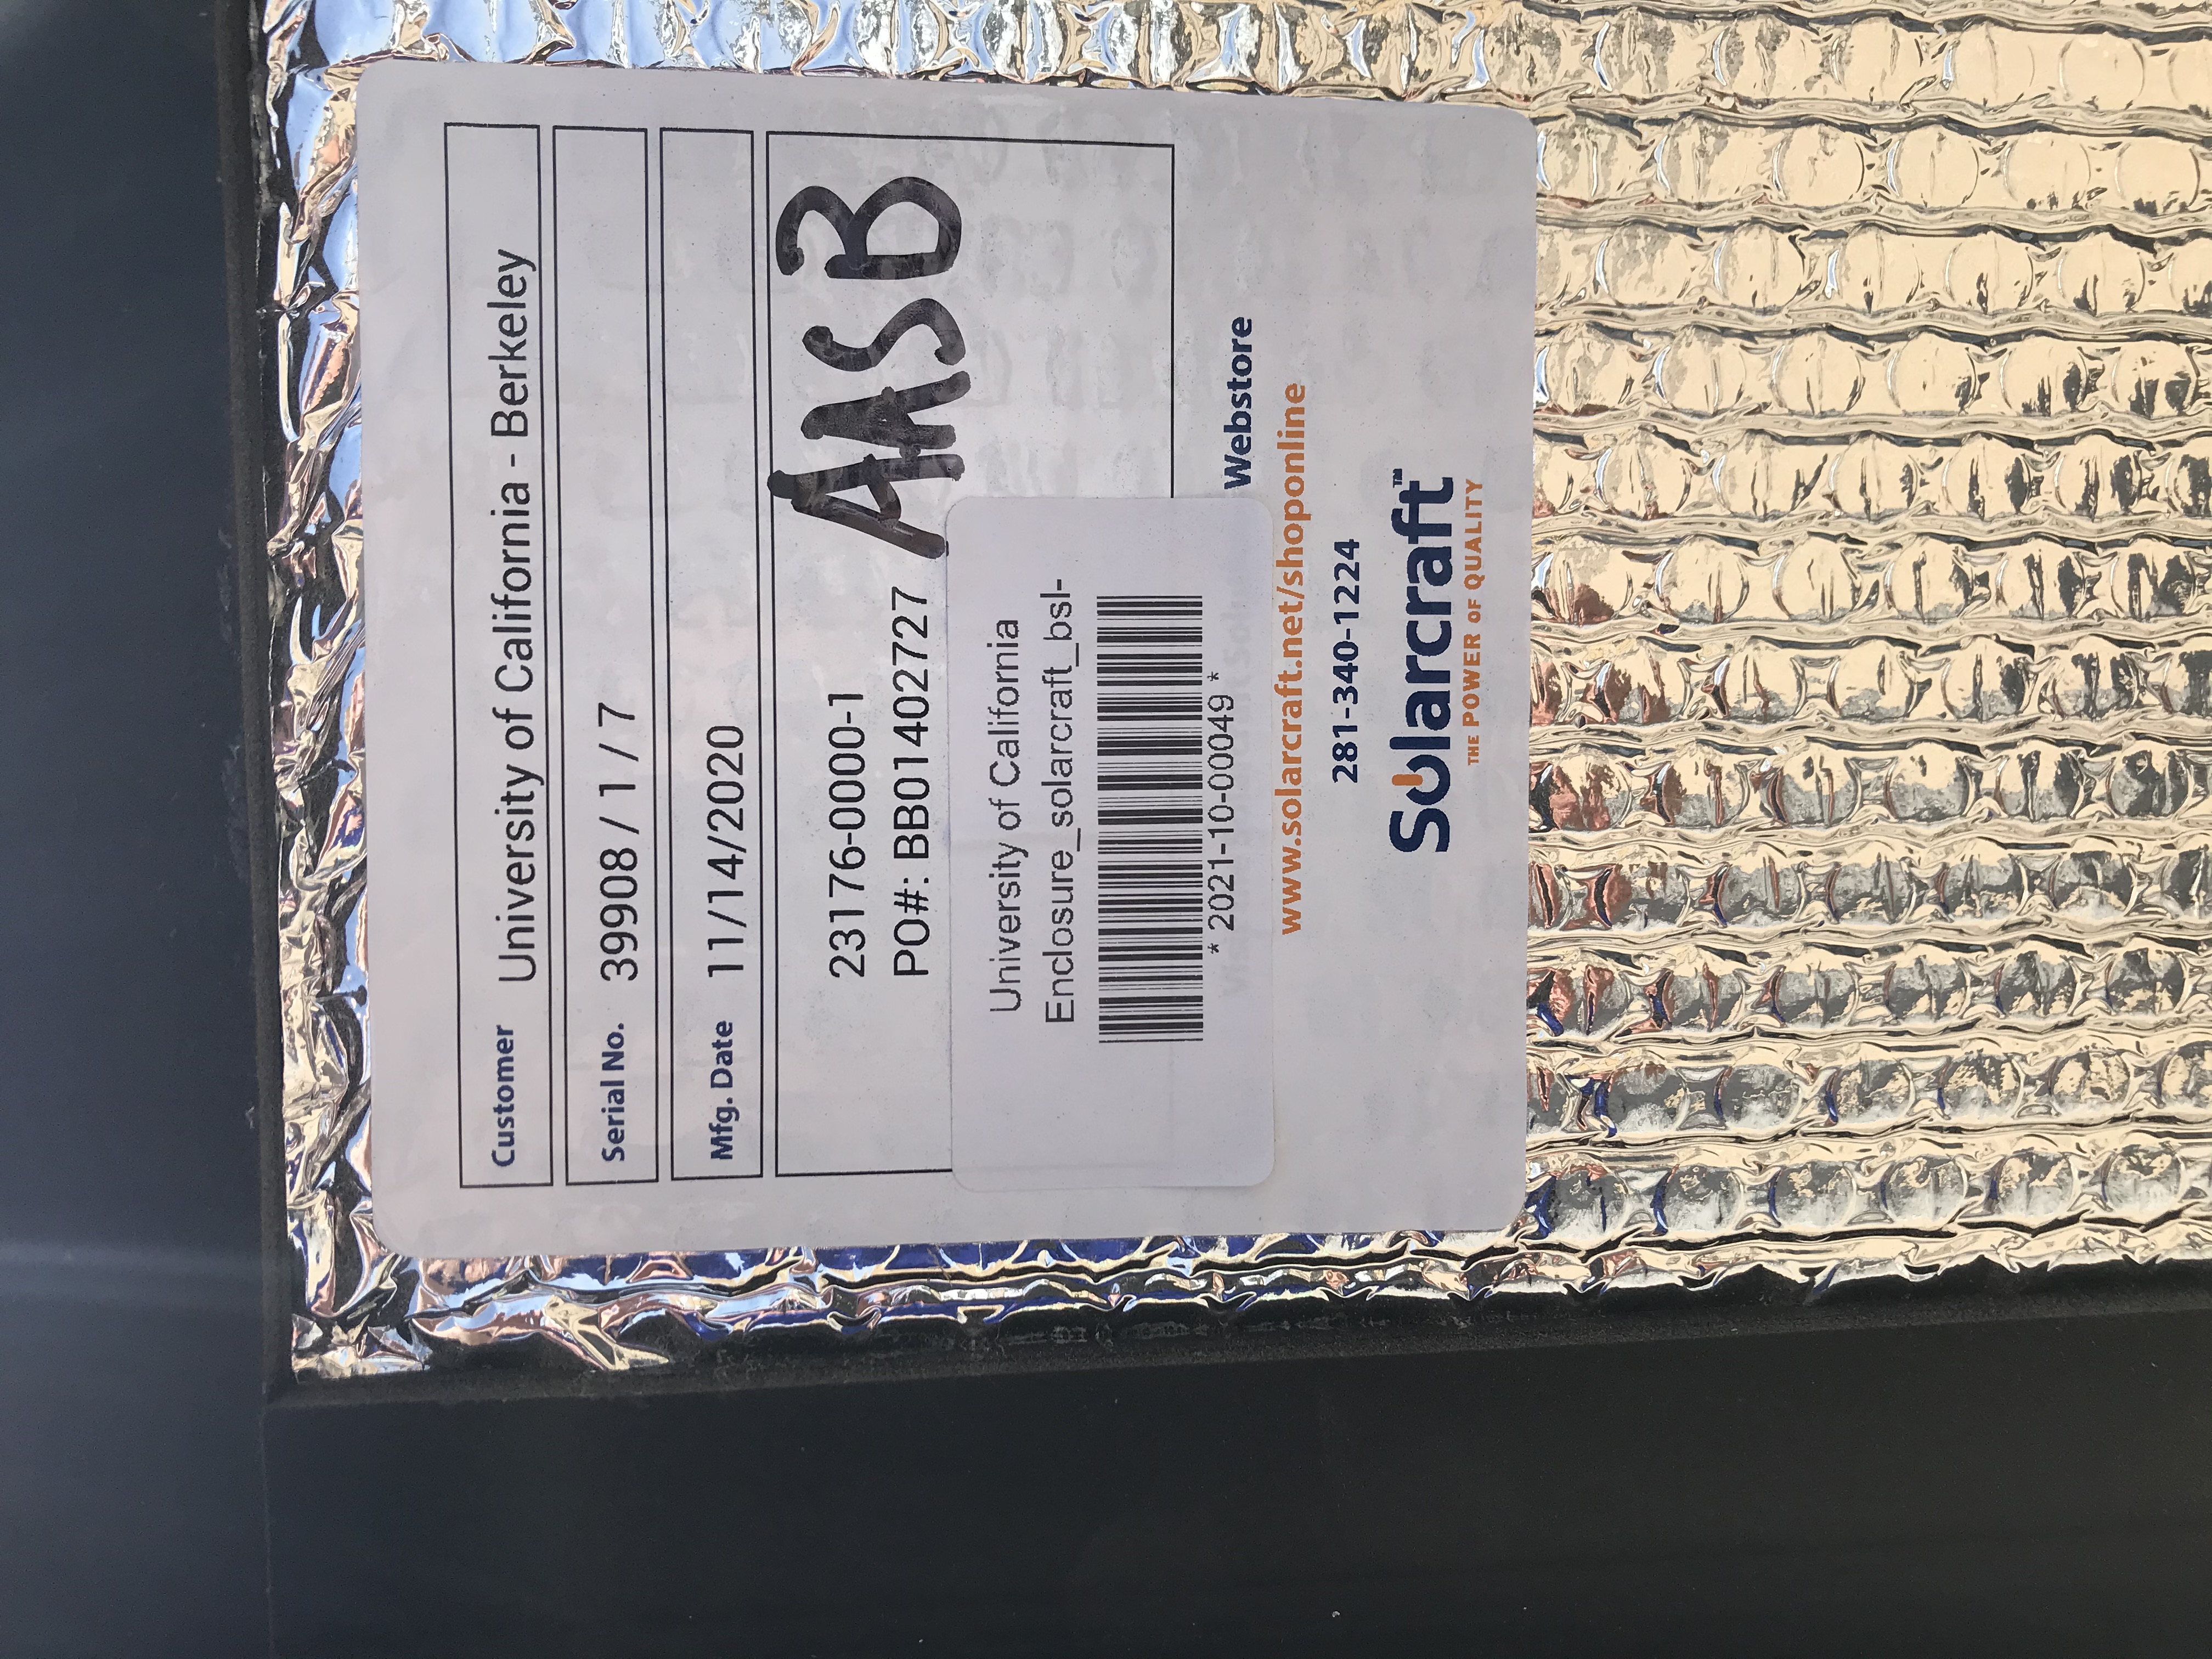 Customer University of California - Berkeley
Serial No. 39908 / 1 / 7
Mfg. Date 11/14/2020
23176-0000-1
PO#: BB01402727
AASB
University of California
Enclosure_solarcraft_bsl-
* 2021-10-00049 *
Webstore
www.solarcraft.net/shoponline
281-340-1224
Solarcraft™
THE POWER OF QUALITY